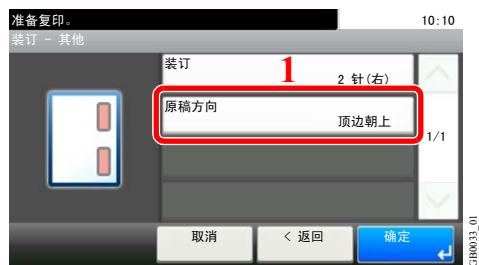 准备复印。 10:10
装订 - 其他
装订
1
2 针(右)
原稿方向
顶边朝上
1/1
取消 < 返回 确定
GB0033_01